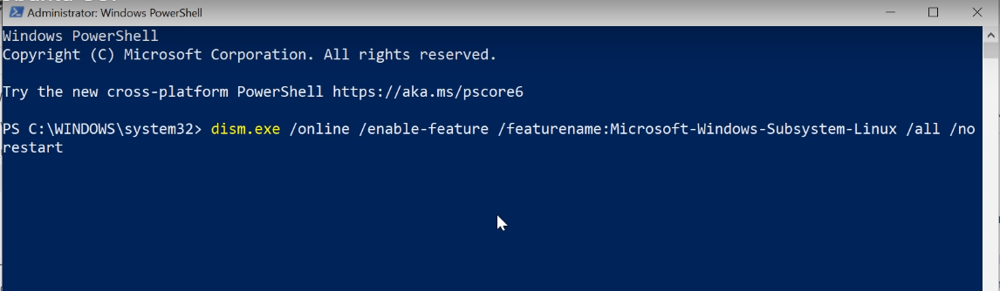 Administrator: Windows PowerShell
Windows PowerShell
Copyright (C) Microsoft Corporation. All rights reserved.
Try the new cross-platform PowerShell https://aka.ms/pscore6
PS C:\WINDOWS\system32> dism.exe /online /enable-feature /featurename:Microsoft-Windows-Subsystem-Linux /all /no
restart